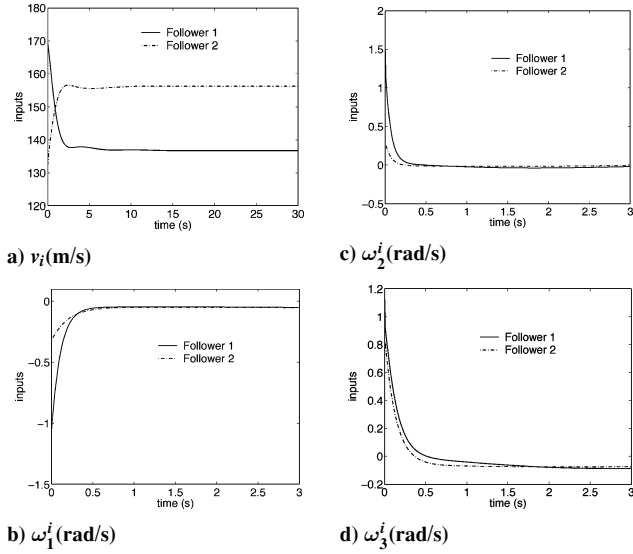 180
170
160
150
140
130
120
inputs
Follower 1
Follower 2
0 5 10 15 20 25 30
time (s)
a) v_i(m/s)
0
−0.5
−1
−1.5
inputs
Follower 1
Follower 2
0 0.5 1 1.5 2 2.5 3
time (s)
b) ω_1^i(rad/s)
2
1.5
1
0.5
0
−0.5
inputs
Follower 1
Follower 2
0 0.5 1 1.5 2 2.5 3
time (s)
c) ω_2^i(rad/s)
1.2
1
0.8
0.6
0.4
0.2
0
−0.2
inputs
Follower 1
Follower 2
0 0.5 1 1.5 2 2.5 3
time (s)
d) ω_3^i(rad/s)